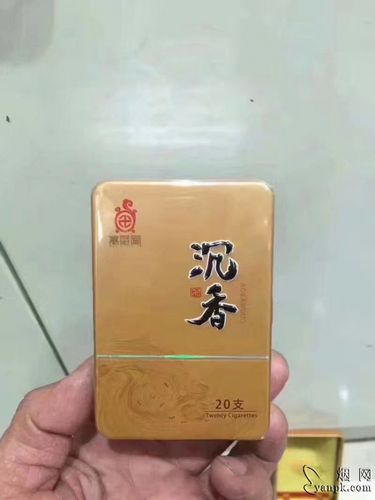 沉香
20支
Twenty Cigarettes
烟网
yanpk.com